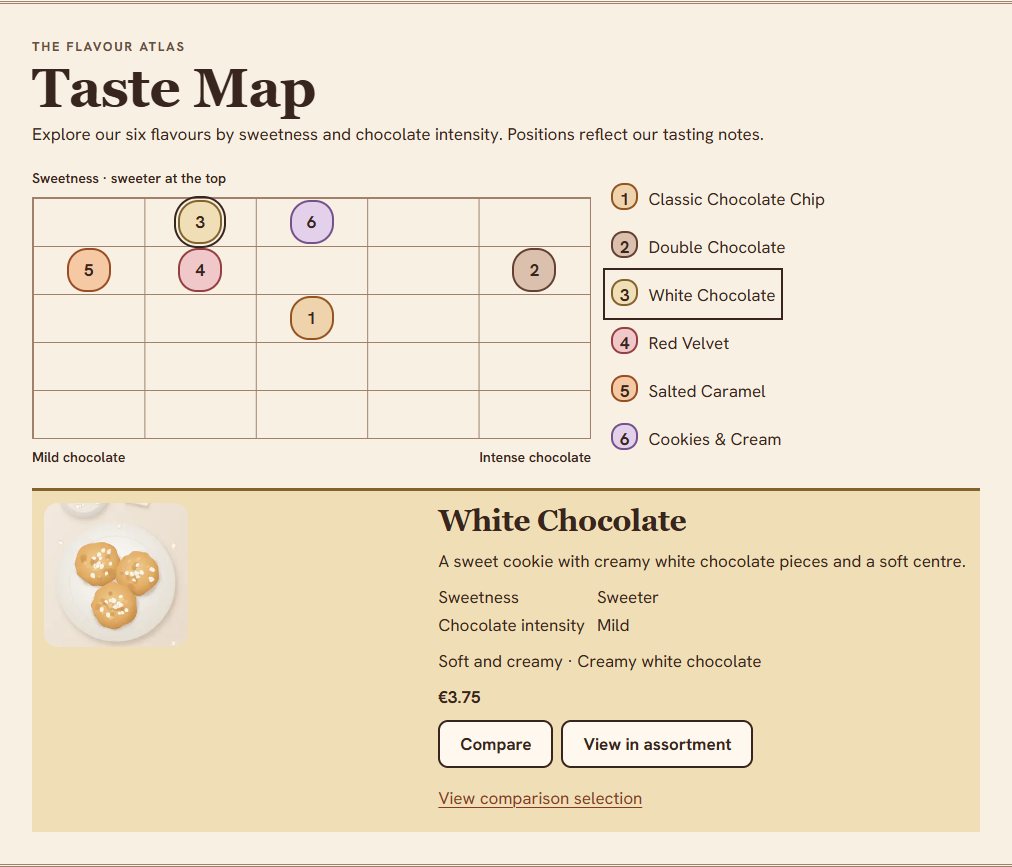 THE FLAVOUR ATLAS
Taste Map
Explore our six flavours by sweetness and chocolate intensity. Positions reflect our tasting notes.
Sweetness · sweeter at the top
3
6
5
4
2
1
Mild chocolate
Intense chocolate
1 Classic Chocolate Chip
2 Double Chocolate
3 White Chocolate
4 Red Velvet
5 Salted Caramel
6 Cookies & Cream
White Chocolate
A sweet cookie with creamy white chocolate pieces and a soft centre.
Sweetness Sweeter
Chocolate intensity Mild
Soft and creamy · Creamy white chocolate
€3.75
Compare
View in assortment
View comparison selection